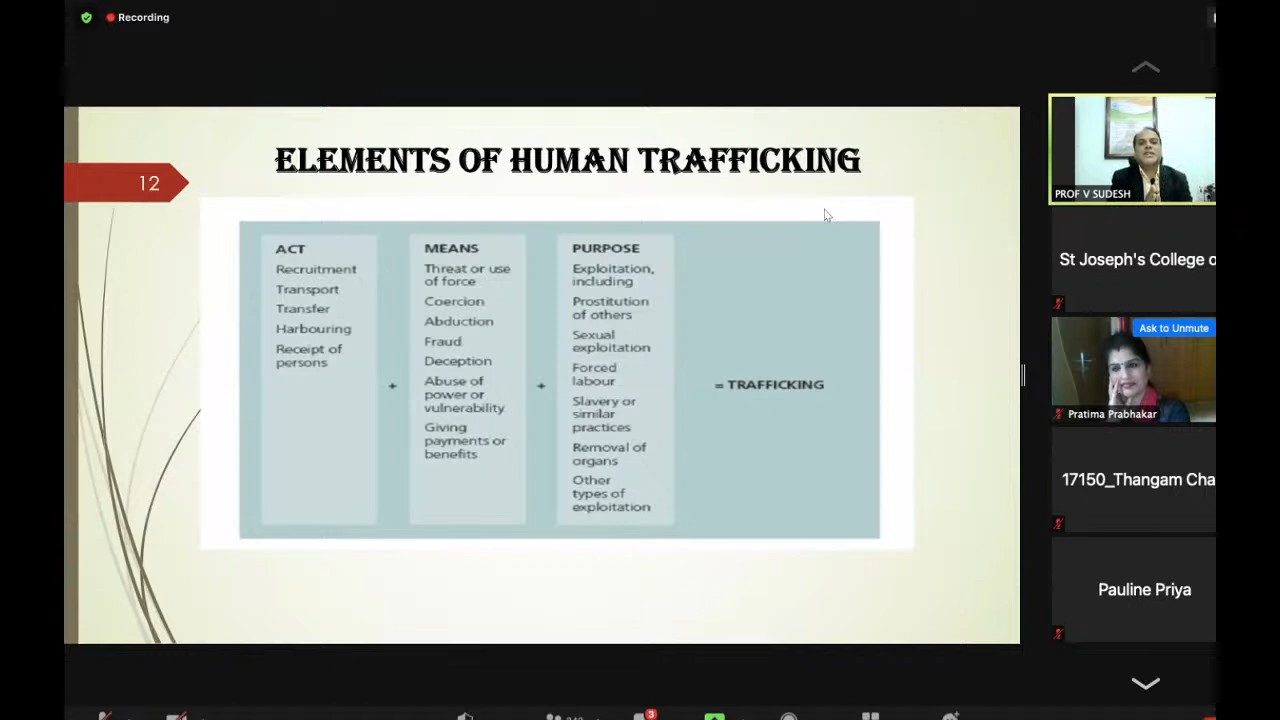 Recording
12
ELEMENTS OF HUMAN TRAFFICKING
ACT
Recruitment
Transport
Transfer
Harbouring
Receipt of
persons
+
MEANS
Threat or use
of force
Coercion
Abduction
Fraud
Deception
Abuse of
power or
vulnerability
Giving
payments or
benefits
+
PURPOSE
Exploitation,
including
Prostitution
of others
Sexual
exploitation
Forced
labour
Slavery or
similar
practices
Removal of
organs
Other
types of
exploitation
= TRAFFICKING
PROF V SUDESH
St Joseph's College o
Ask to Unmute
Pratima Prabhakar
17150_Thangam Cha
Pauline Priya
3